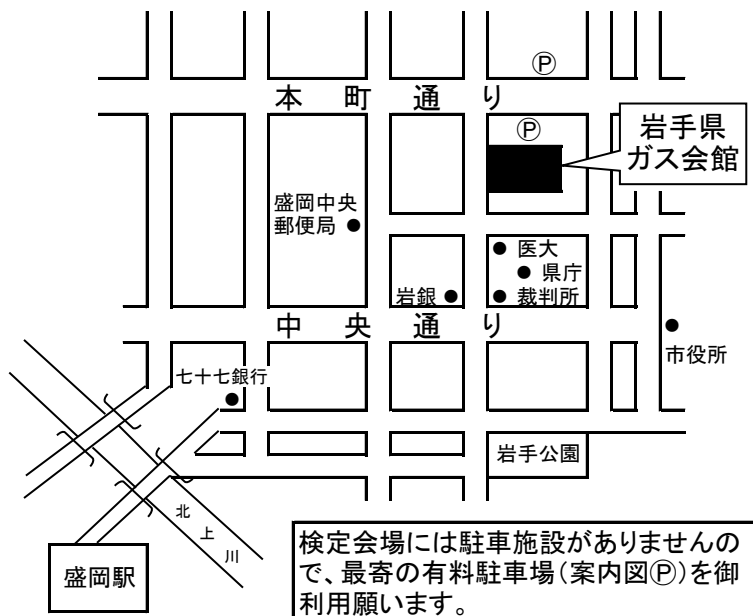 Ⓟ
本町通り
Ⓟ
岩手県
ガス会館
盛岡中央
郵便局
医大
県庁
岩銀
裁判所
中央通り
市役所
七十七銀行
岩手公園
北上川
盛岡駅
検定会場には駐車施設がありませんの
で、最寄の有料駐車場(案内図Ⓟ)を御
利用願います。